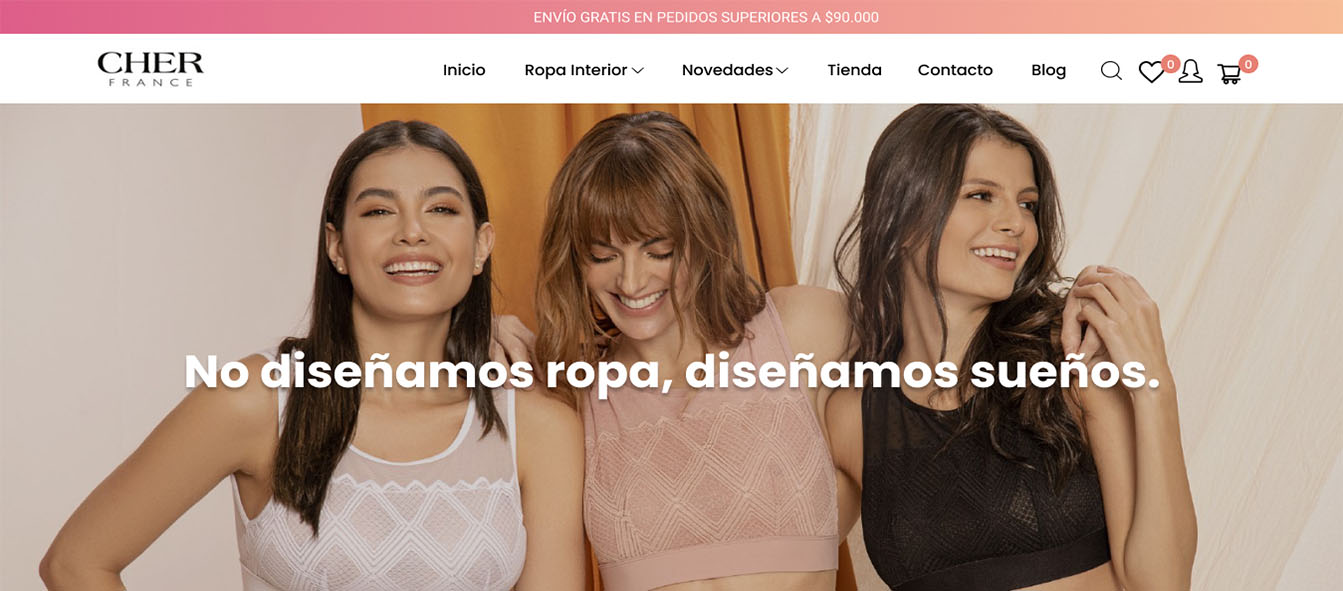 ENVÍO GRATIS EN PEDIDOS SUPERIORES A $90.000
CHER
FRANCE
Inicio Ropa Interior Novedades Tienda Contacto Blog 0 0
No diseñamos ropa, diseñamos sueños.